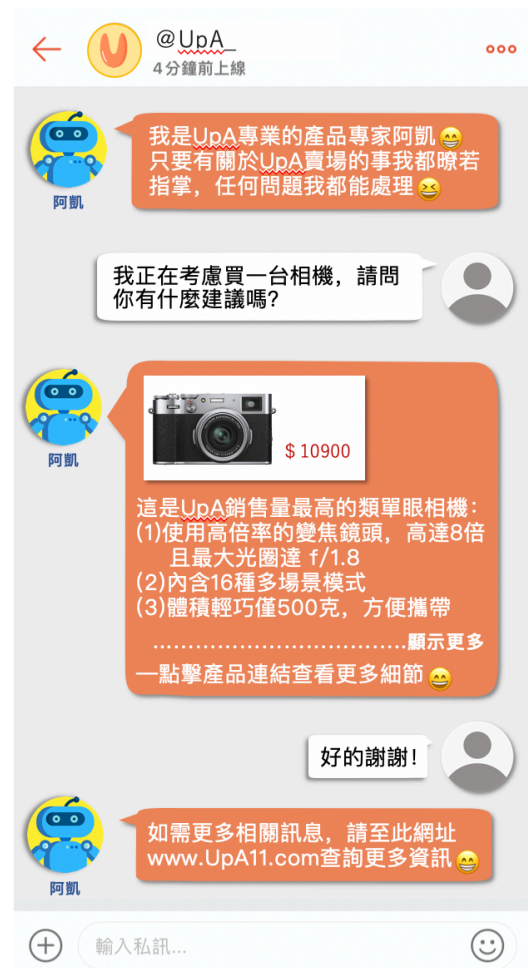 @UpA_
4分鐘前上線
我是UpA專業的產品專家阿凱😁
只要有關於UpA賣場的事我都暸若
指掌，任何問題我都能處理😆
阿凱
我正在考慮買一台相機，請問
你有什麼建議嗎?
$ 10900
阿凱
這是UpA銷售量最高的類單眼相機：
(1)使用高倍率的變焦鏡頭，高達8倍
且最大光圈達 f/1.8
(2)內含16種多場景模式
(3)體積輕巧僅500克，方便攜帶
.................................顯示更多
一點擊產品連結查看更多細節😁
好的謝謝!
如需更多相關訊息，請至此網址
www.UpA11.com查詢更多資訊😁
阿凱
輸入私訊...